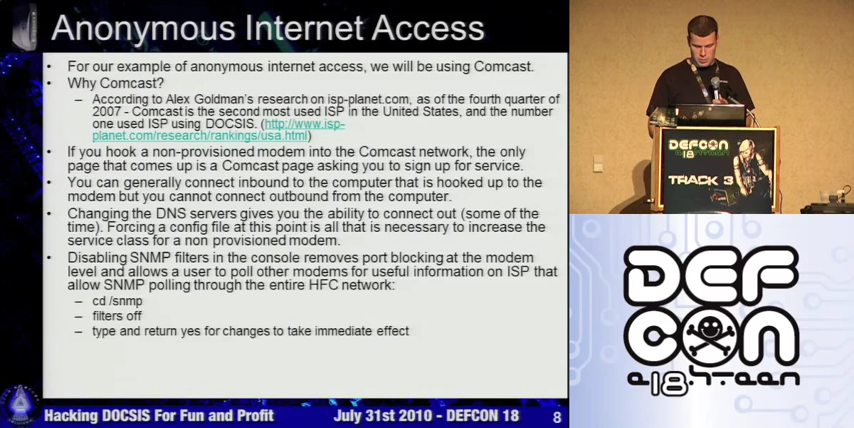 Anonymous Internet Access
• For our example of anonymous internet access, we will be using Comcast.
• Why Comcast?
– According to Alex Goldman's research on isp-planet.com, as of the fourth quarter of
2007 - Comcast is the second most used ISP in the United States, and the number
one used ISP using DOCSIS. (http://www.isp-
planet.com/research/rankings/usa.html)
• If you hook a non-provisioned modem into the Comcast network, the only
page that comes up is a Comcast page asking you to sign up for service.
• You can generally connect inbound to the computer that is hooked up to the
modem but you cannot connect outbound from the computer.
• Changing the DNS servers gives you the ability to connect out (some of the
time). Forcing a config file at this point is all that is necessary to increase the
service class for a non provisioned modem.
• Disabling SNMP filters in the console removes port blocking at the modem
level and allows a user to poll other modems for useful information on ISP that
allow SNMP polling through the entire HFC network:
– cd /snmp
– filters off
– type and return yes for changes to take immediate effect
Hacking DOCSIS For Fun and Profit July 31st 2010 - DEFCON 18 8
DEFCON
18
TRACK 3
DEF
CON
e18hteen